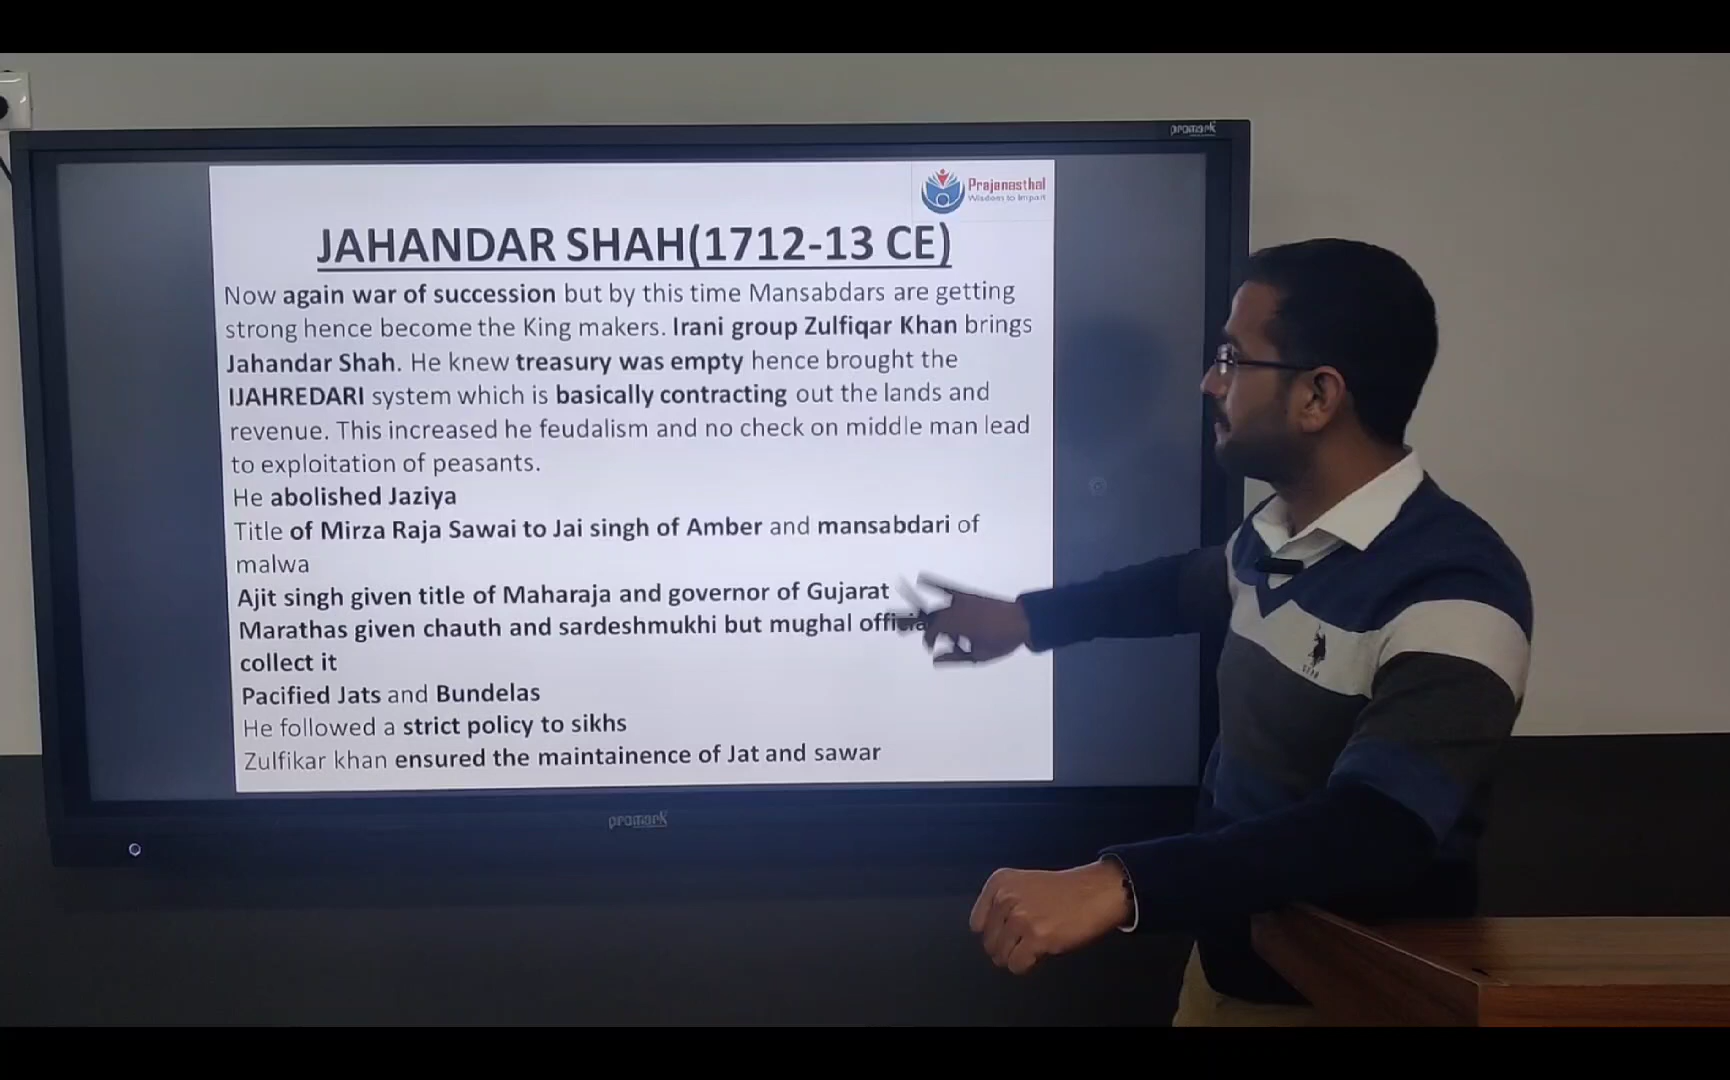 promark
Prajanasthal
Wisdom to Impart
JAHANDAR SHAH(1712-13 CE)
Now again war of succession but by this time Mansabdars are getting
strong hence become the King makers. Irani group Zulfiqar Khan brings
Jahandar Shah. He knew treasury was empty hence brought the
IJAHREDARI system which is basically contracting out the lands and
revenue. This increased he feudalism and no check on middle man lead
to exploitation of peasants.
He abolished Jaziya
Title of Mirza Raja Sawai to Jai singh of Amber and mansabdari of
malwa
Ajit singh given title of Maharaja and governor of Gujarat
Marathas given chauth and sardeshmukhi but mughal
collect it
Pacified Jats and Bundelas
He followed a strict policy to sikhs
Zulfikar khan ensured the maintainence of Jat and sawar
promark